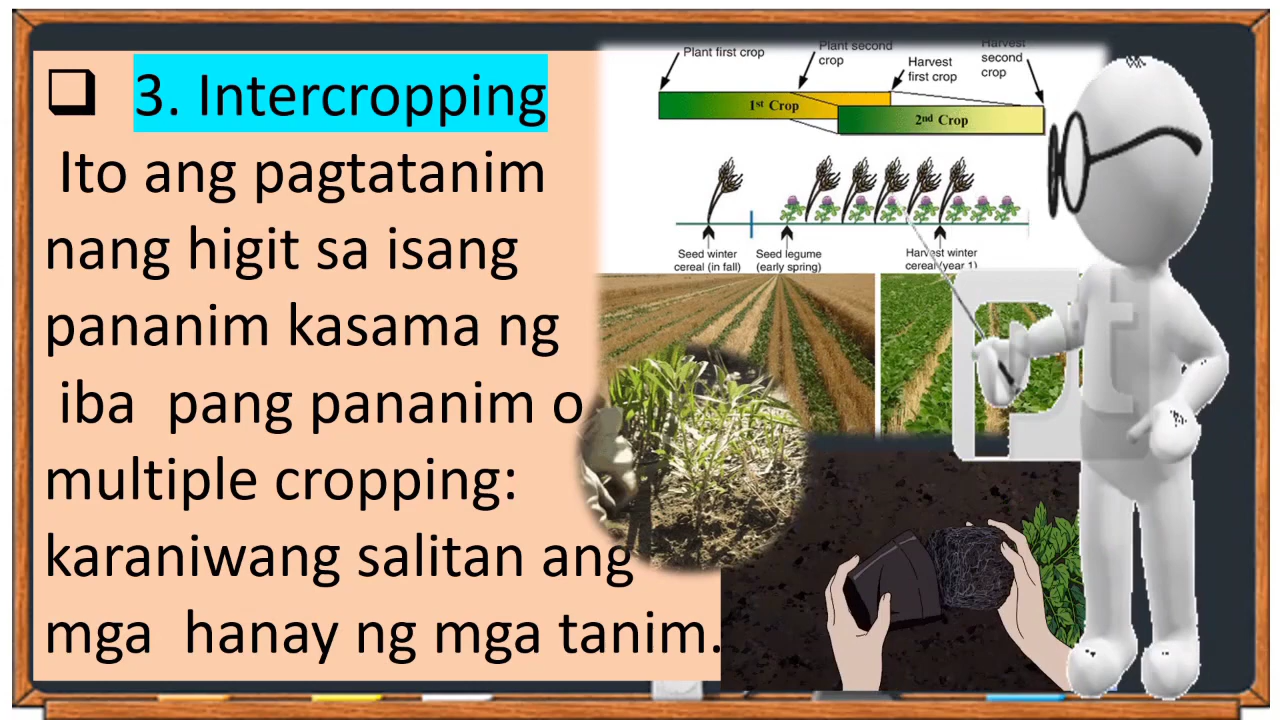 3. Intercropping
Ito ang pagtatanim
nang higit sa isang
pananim kasama ng
iba pang pananim o
multiple cropping:
karaniwang salitan ang
mga hanay ng mga tanim.
Plant first crop
Plant second
crop
Harvest
first crop
Harvest
second
crop
1st Crop
2nd Crop
Seed winter
cereal (in fall)
Seed legume
(early spring)
Harvest winter
cereal (year 1)
pt